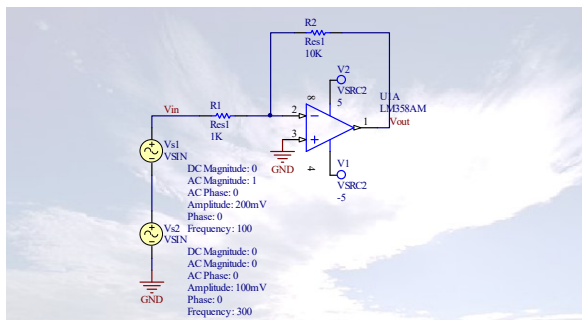 R2
Res1
10K
V2
VSRC2
5
U1A
LM358AM
8
Vin
R1
Res1
1K
2
3
1
Vout
GND
4
V1
VSRC2
-5
Vs1
VSIN
DC Magnitude: 0
AC Magnitude: 1
AC Phase: 0
Amplitude: 200mV
Phase: 0
Frequency: 100
Vs2
VSIN
DC Magnitude: 0
AC Magnitude: 0
AC Phase: 0
Amplitude: 100mV
Phase: 0
Frequency: 300
GND